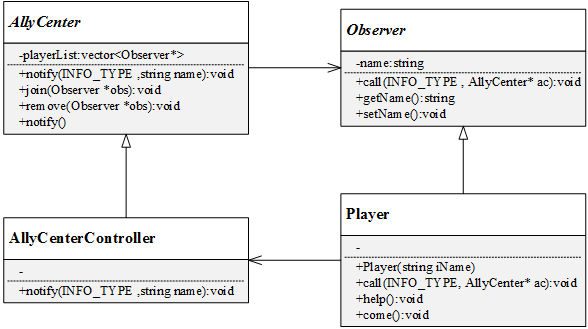 AllyCenter
-playerList:vector<Observer*>
+notify(INFO_TYPE ,string name):void
+join(Observer *obs):void
+remove(Observer *obs):void
+notify()
Observer
-name:string
+call(INFO_TYPE , AllyCenter* ac):void
+getName():string
+setName():void
AllyCenterController
-
+notify(INFO_TYPE ,string name):void
Player
-
+Player(string iName)
+call(INFO_TYPE, AllyCenter* ac):void
+help():void
+come():void